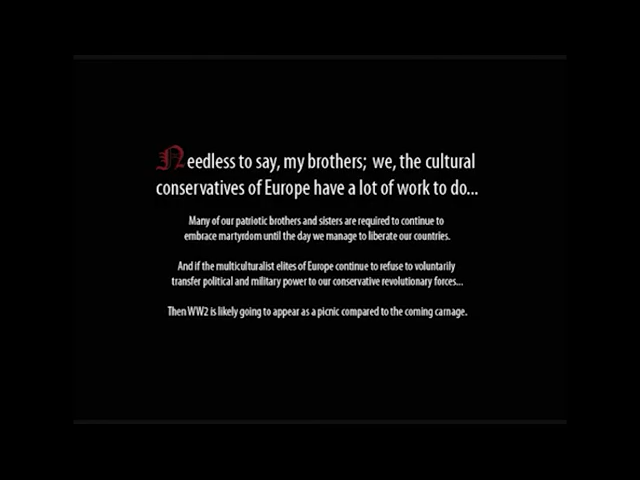 Needless to say, my brothers; we, the cultural
conservatives of Europe have a lot of work to do...
Many of our patriotic brothers and sisters are required to continue to
embrace martyrdom until the day we manage to liberate our countries.
And if the multiculturalist elites of Europe continue to refuse to voluntarily
transfer political and military power to our conservative revolutionary forces...
Then WW2 is likely going to appear as a picnic compared to the coming carnage.